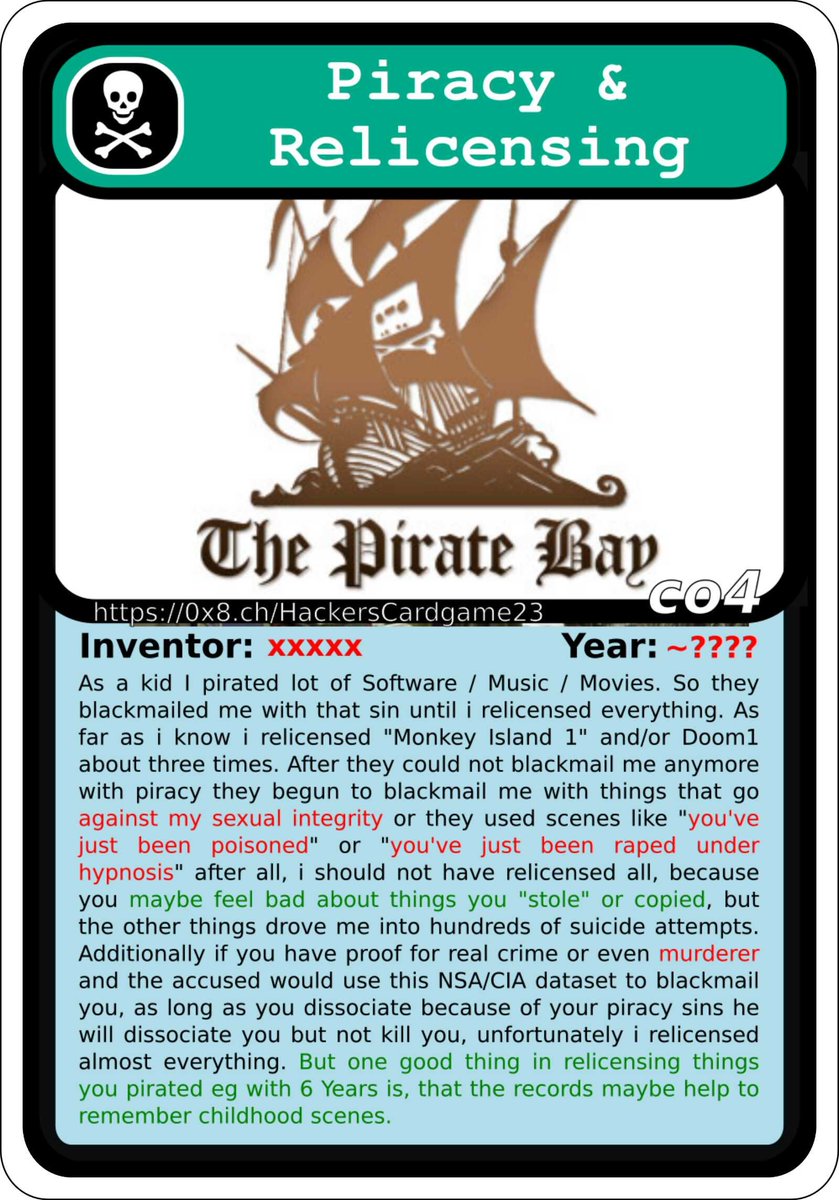 Piracy &
Relicensing
The Pirate Bay
co4
https://0x8.ch/HackersCardgame23
Inventor: xxxxx Year: ~????
As a kid I pirated lot of Software / Music / Movies. So they
blackmailed me with that sin until i relicensed everything. As
far as i know i relicensed "Monkey Island 1" and/or Doom1
about three times. After they could not blackmail me anymore
with piracy they begun to blackmail me with things that go
against my sexual integrity or they used scenes like "you've
just been poisoned" or "you've just been raped under
hypnosis" after all, i should not have relicensed all, because
you maybe feel bad about things you "stole" or copied, but
the other things drove me into hundreds of suicide attempts.
Additionally if you have proof for real crime or even murderer
and the accused would use this NSA/CIA dataset to blackmail
you, as long as you dissociate because of your piracy sins he
will dissociate you but not kill you, unfortunately i relicensed
almost everything. But one good thing in relicensing things
you pirated eg with 6 Years is, that the records maybe help to
remember childhood scenes.